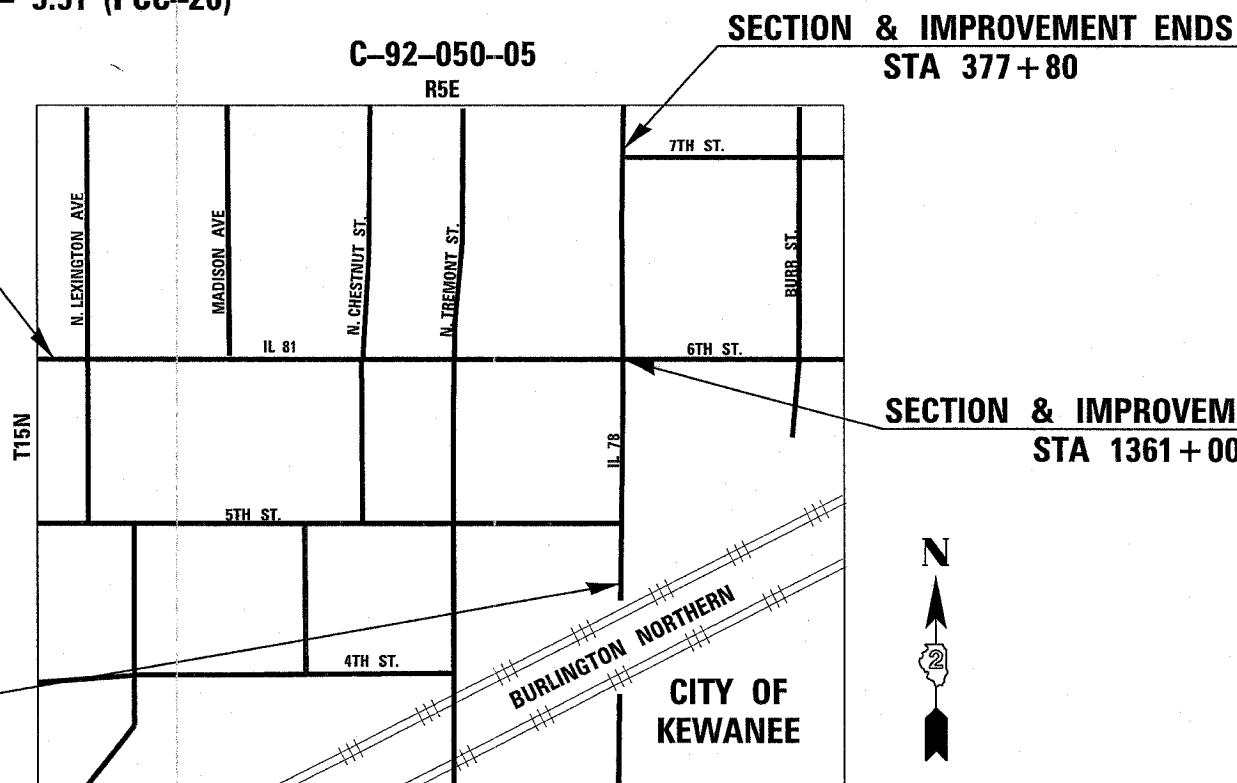 5.51 (PCC-20)
C-92-050--05
R5E
SECTION & IMPROVEMENT ENDS
STA 377+80
7TH ST.
N. LEXINGTON AVE
MADISON AVE
N. CHESTNUT ST.
N. TREMONT ST.
BURR ST.
IL 81
6TH ST.
T15N
IL 78
SECTION & IMPROVEM
STA 1361+00
5TH ST.
N
2
BURLINGTON NORTHERN
4TH ST.
CITY OF
KEWANEE